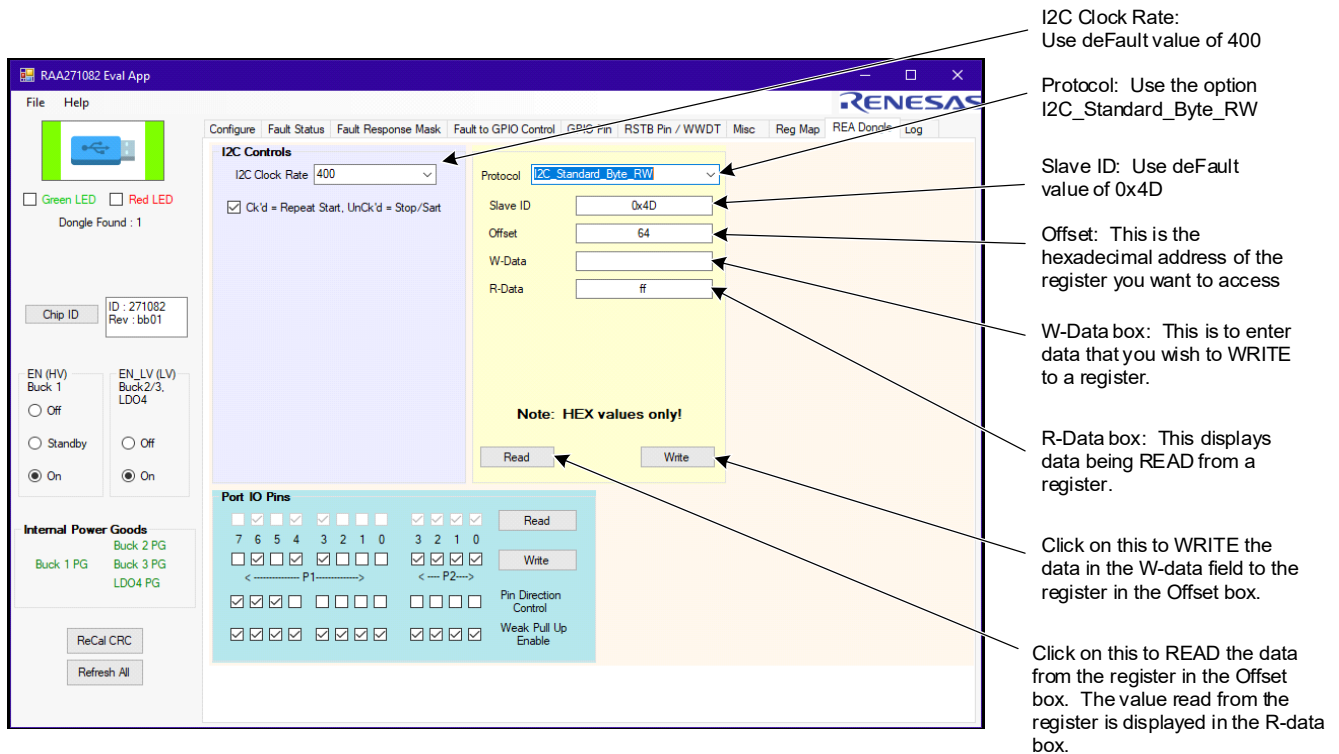 I2C Clock Rate:
Use deFault value of 400
Protocol: Use the option
I2C_Standard_Byte_RW
Slave ID: Use deFault
value of 0x4D
Offset: This is the
hexadecimal address of the
register you want to access
W-Data box: This is to enter
data that you wish to WRITE
to a register.
R-Data box: This displays
data being READ from a
register.
Click on this to WRITE the
data in the W-data field to the
register in the Offset box.
Click on this to READ the data
from the register in the Offset
box. The value read from the
register is displayed in the R-data
box.
RAA271082 Eval App
File Help
RENESAS
Configure Fault Status Fault Response Mask Fault to GPIO Control GPIO Pin RSTB Pin / WWDT Misc Reg Map REA Dongle Log
Green LED Red LED
Dongle Found : 1
Chip ID
ID : 271082
Rev : bb01
EN (HV)
Buck 1
Off
Standby
On
EN_LV (LV)
Buck2/3,
LDO4
Off
On
Internal Power Goods
Buck 1 PG
Buck 2 PG
Buck 3 PG
LDO4 PG
ReCal CRC
Refresh All
I2C Controls
I2C Clock Rate 400
Ck'd = Repeat Start, UnCk'd = Stop/Sart
Protocol I2C_Standard_Byte_RW
Slave ID 0x4D
Offset 64
W-Data
R-Data ff
Note: HEX values only!
Read Write
Port IO Pins
Read
7 6 5 4 3 2 1 0 3 2 1 0
Write
< --------------- P1-------------> < ---- P2---->
Pin Direction
Control
Weak Pull Up
Enable